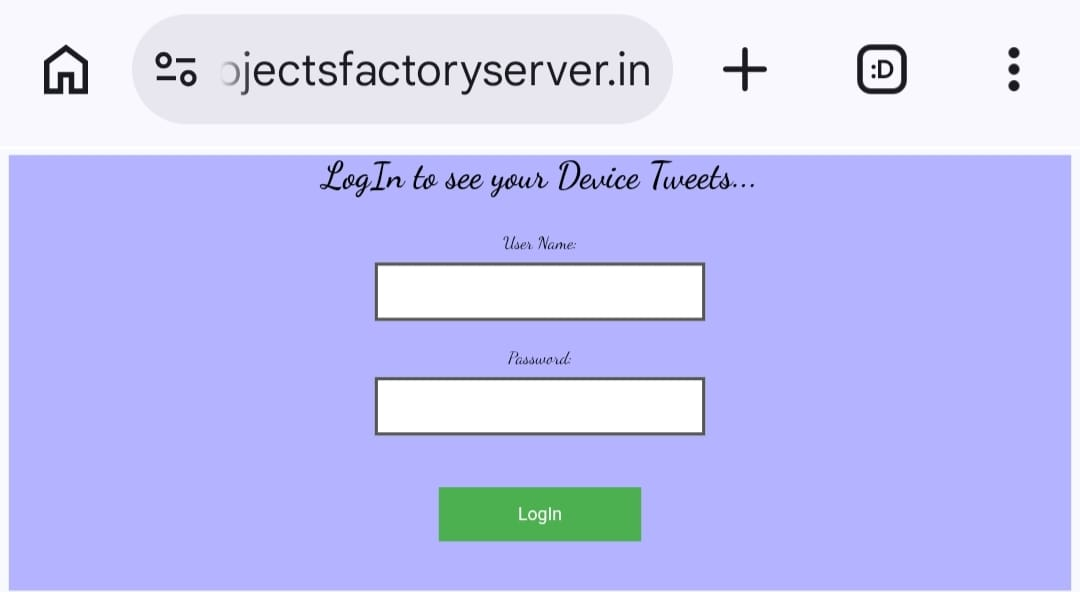 ojectsfactoryserver.in
:D
LogIn to see your Device Tweets...
User Name:
Password:
LogIn